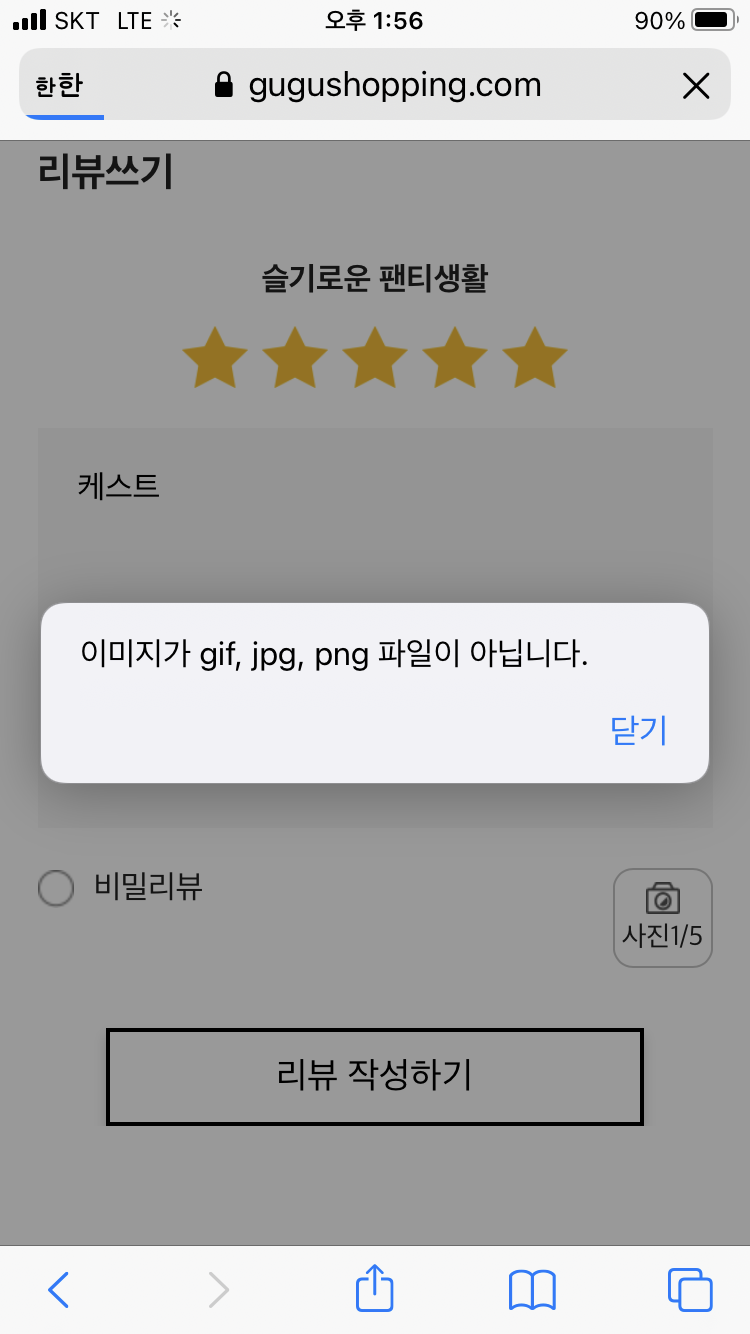 SKT LTE 오후 1:56 90%
한한 gugushopping.com
리뷰쓰기
슬기로운 팬티생활
케스트
이미지가 gif, jpg, png 파일이 아닙니다.
닫기
비밀리뷰
사진1/5
리뷰 작성하기